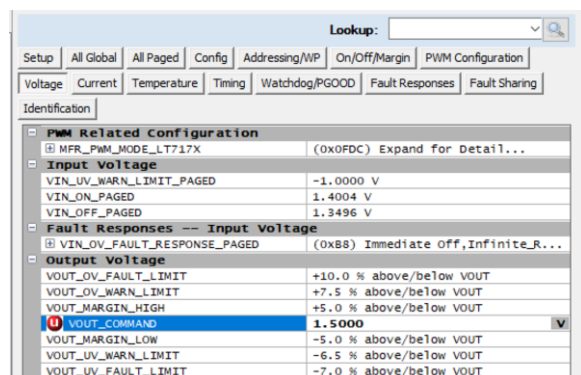 Lookup:
Setup All Global All Paged Config Addressing/WP On/Off/Margin PWM Configuration
Voltage Current Temperature Timing Watchdog/PGOOD Fault Responses Fault Sharing
Identification
PWM Related Configuration
MFR_PWM_MODE_LT717X (0x0FDC) Expand for Detail...
Input Voltage
VIN_UV_WARN_LIMIT_PAGED -1.0000 V
VIN_ON_PAGED 1.4004 V
VIN_OFF_PAGED 1.3496 V
Fault Responses -- Input Voltage
VIN_OV_FAULT_RESPONSE_PAGED (0xB8) Immediate Off,Infinite_R...
Output Voltage
VOUT_OV_FAULT_LIMIT +10.0 % above/below VOUT
VOUT_OV_WARN_LIMIT +7.5 % above/below VOUT
VOUT_MARGIN_HIGH +5.0 % above/below VOUT
U VOUT_COMMAND 1.5000 V
VOUT_MARGIN_LOW -5.0 % above/below VOUT
VOUT_UV_WARN_LIMIT -6.5 % above/below VOUT
VOUT_UV_FAULT_LIMIT -7.0 % above/below VOUT